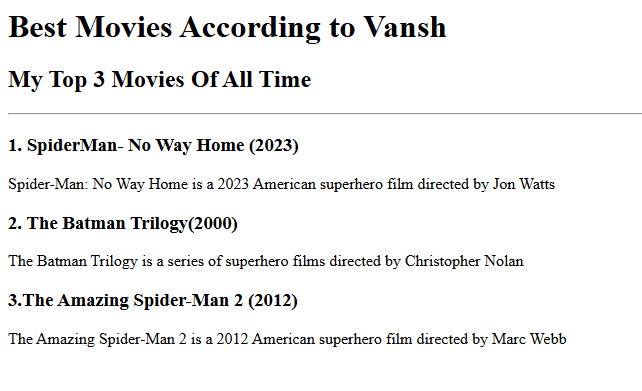 Best Movies According to Vansh
My Top 3 Movies Of All Time
1. SpiderMan- No Way Home (2023)
Spider-Man: No Way Home is a 2023 American superhero film directed by Jon Watts
2. The Batman Trilogy(2000)
The Batman Trilogy is a series of superhero films directed by Christopher Nolan
3.The Amazing Spider-Man 2 (2012)
The Amazing Spider-Man 2 is a 2012 American superhero film directed by Marc Webb